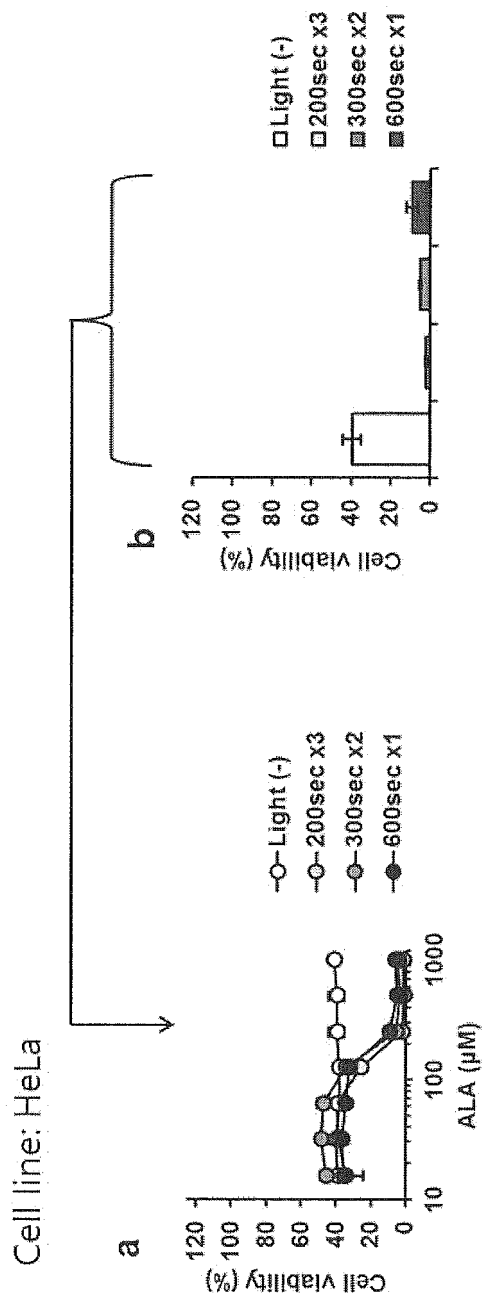 Cell line: HeLa
a
Cell viability (%)
120
100
80
60
40
20
0
10
100
1000
ALA (μM)
Light (-)
200sec x3
300sec x2
600sec x1
b
Cell viability (%)
120
100
80
60
40
20
0
Light (-)
200sec x3
300sec x2
600sec x1